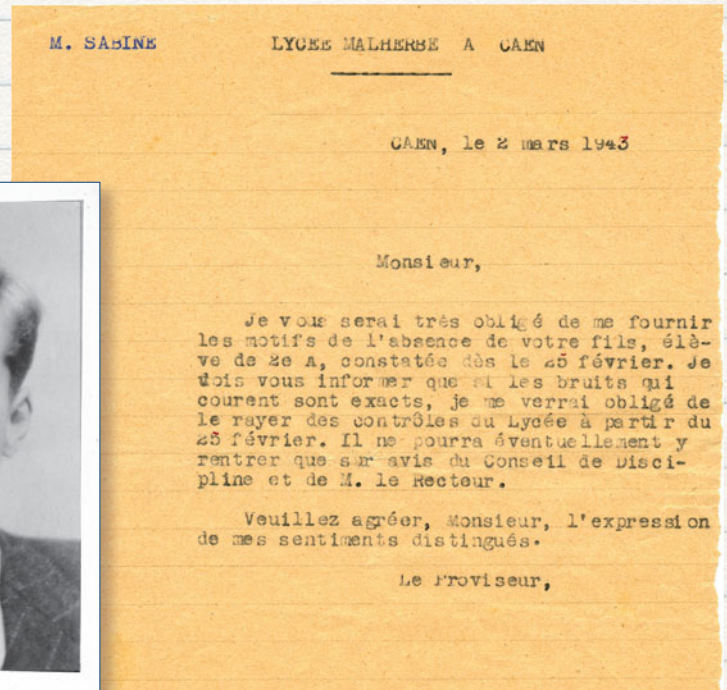 M. SABINE
LYCEE MALHERBE A CAEN
CAEN, le 2 mars 1943
Monsieur,
Je vous serai très obligé de me fournir
les motifs de l'absence de votre fils, élè-
ve de 2e A, constatée dès le 25 février. Je
dois vous informer que si les bruits qui
courent sont exacts, je me verrai obligé de
le rayer des contrôles du Lycée à partir du
25 février. Il ne pourra éventuellement y
rentrer que sur avis du Conseil de Disci-
pline et de M. le Recteur.
Veuillez agréer, Monsieur, l'expression
de mes sentiments distingués.
Le Proviseur,